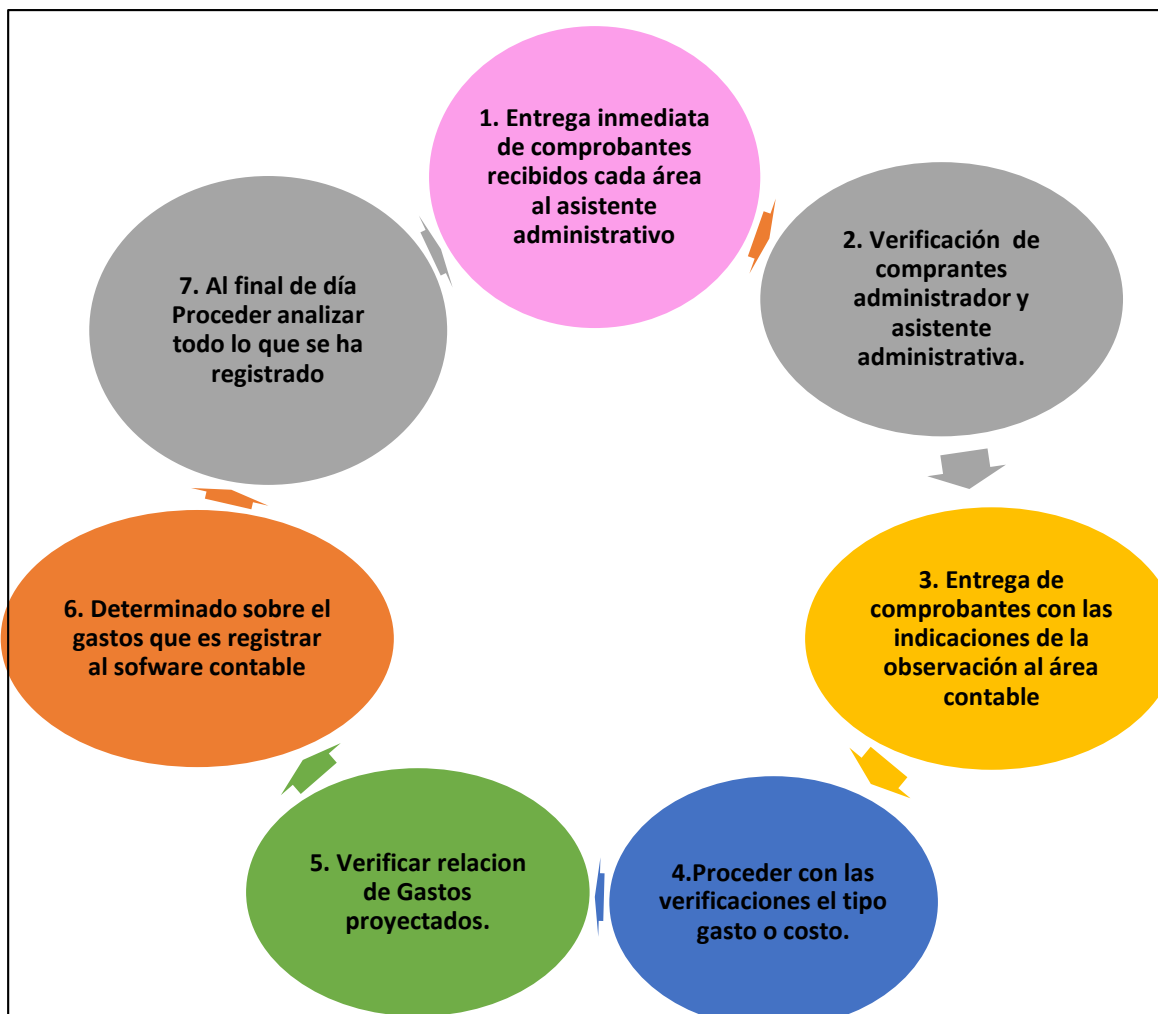 1. Entrega inmediata
de comprobantes
recibidos cada área
al asistente
administrativo
2. Verificación de
comprantes
administrador y
asistente
administrativa.
3. Entrega de
comprobantes con las
indicaciones de la
observación al área
contable
4.Proceder con las
verificaciones el tipo
gasto o costo.
5. Verificar relacion
de Gastos
proyectados.
6. Determinado sobre el
gastos que es registrar
al sofware contable
7. Al final de día
Proceder analizar
todo lo que se ha
registrado